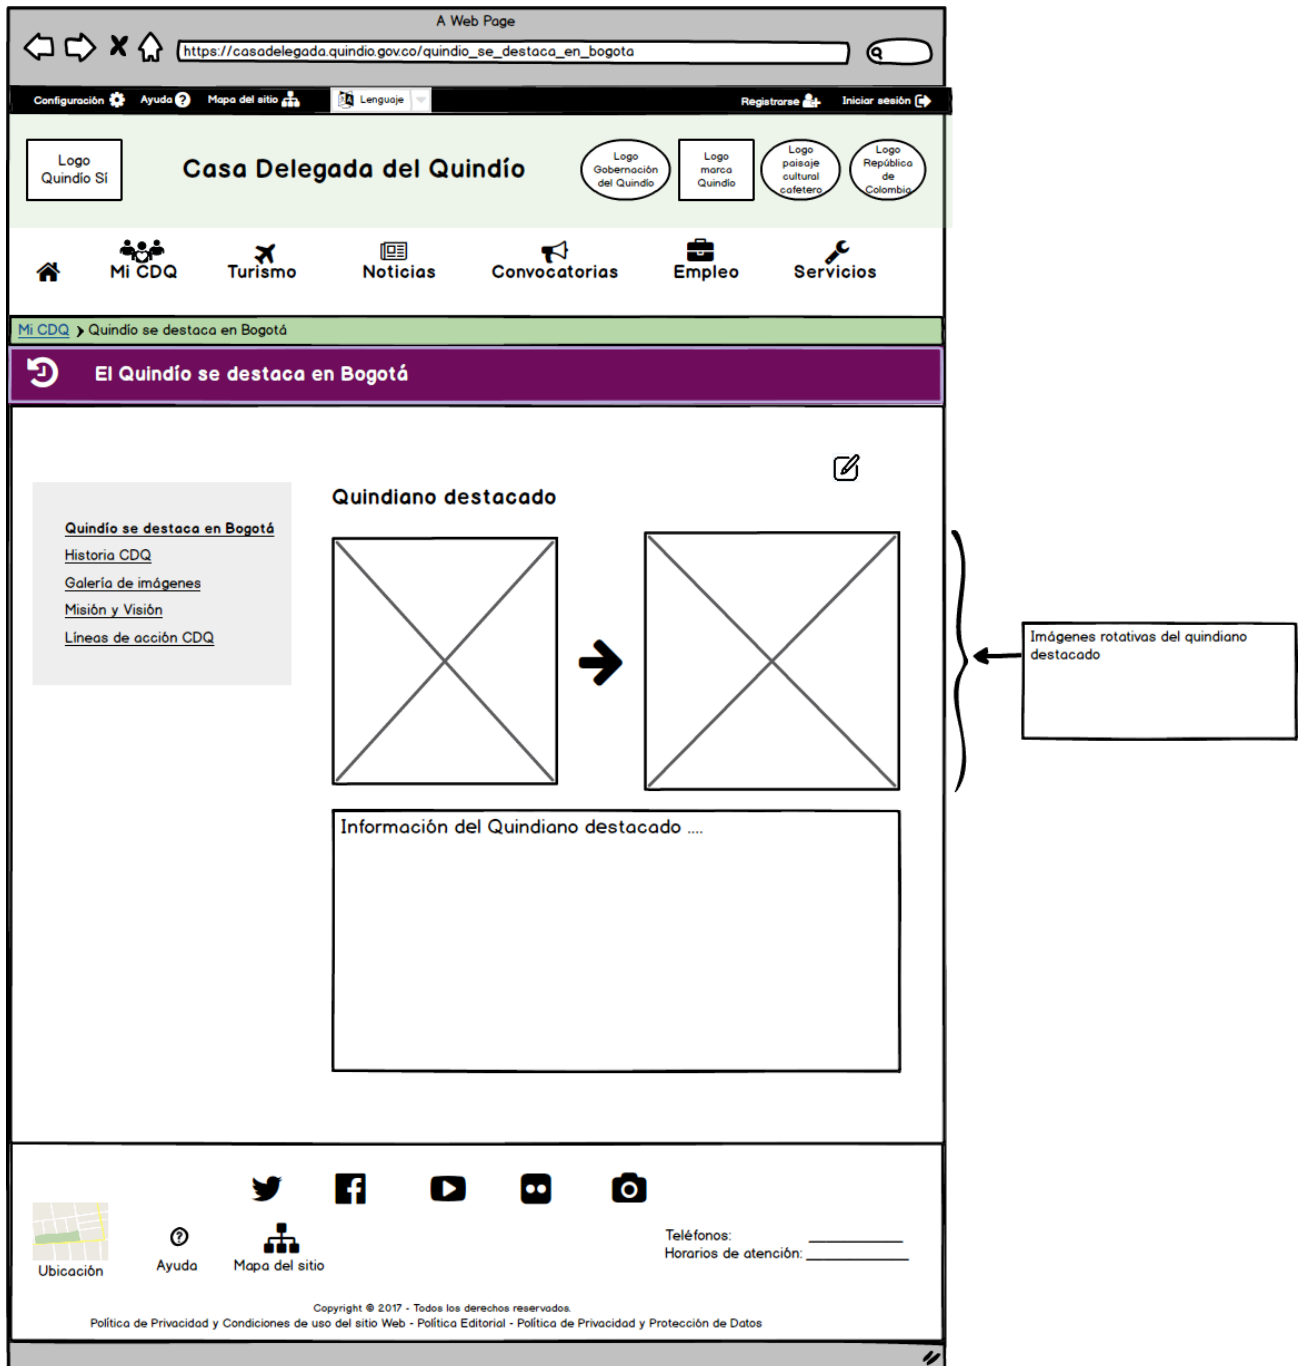 A Web Page
https://casadelegada.quindio.gov.co/quindio_se_destaca_en_bogota
Configuración Ayuda Mapa del sitio Lenguaje Registrarse Iniciar sesión
Logo
Quindío Sí
Casa Delegada del Quindío
Logo
Gobernación
del Quindío
Logo
marca
Quindío
Logo
paisaje
cultural
cafetero
Logo
República
de
Colombia
Mi CDQ Turismo Noticias Convocatorias Empleo Servicios
Mi CDQ Quindío se destaca en Bogotá
El Quindío se destaca en Bogotá
Quindío se destaca en Bogotá
Historia CDQ
Galería de imágenes
Misión y Visión
Líneas de acción CDQ
Quindiano destacado
Imágenes rotativas del quindiano
destacado
Información del Quindiano destacado ....
Ubicación
Ayuda
Mapa del sitio
Teléfonos: ____________
Horarios de atención: _____________
Copyright © 2017 - Todos los derechos reservados.
Política de Privacidad y Condiciones de uso del sitio Web - Política Editorial - Política de Privacidad y Protección de Datos